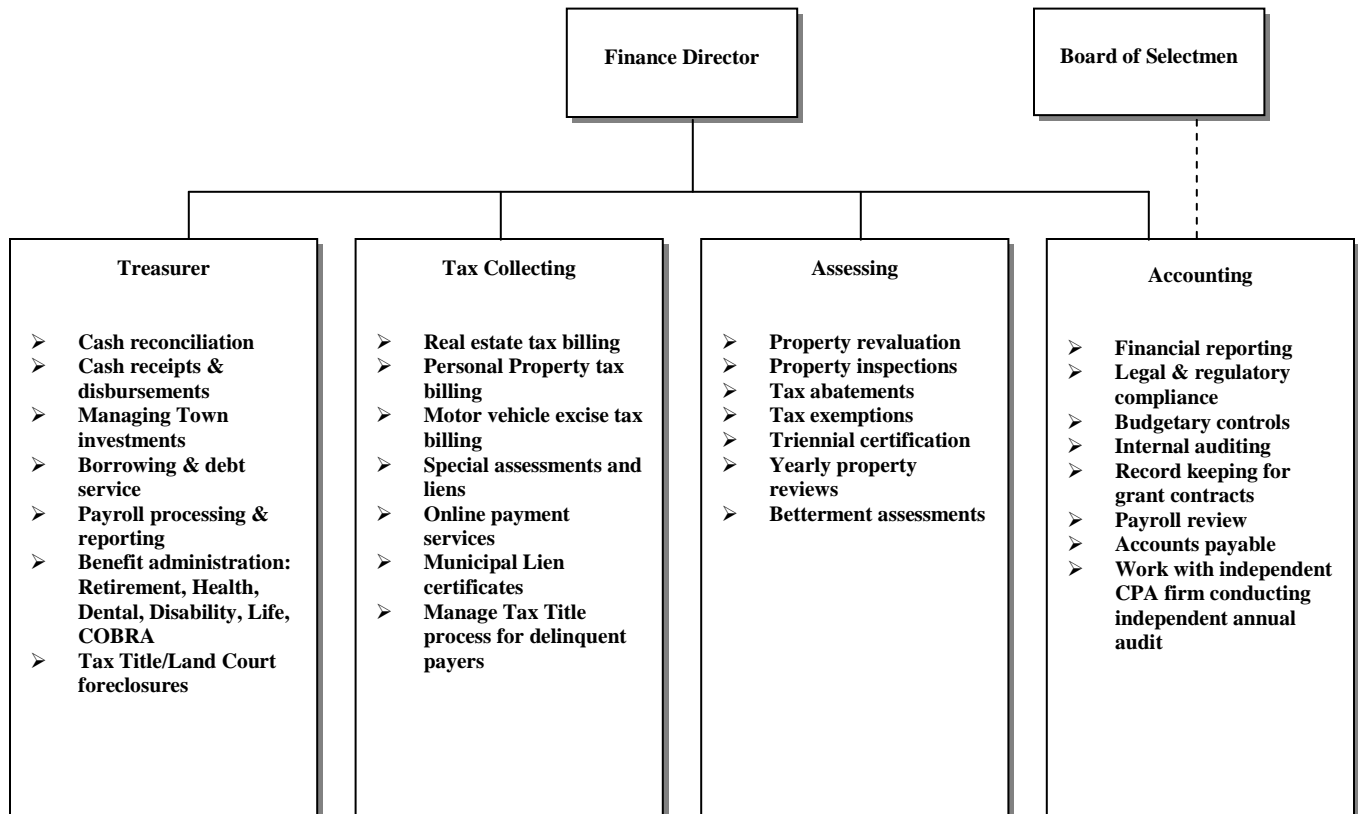 Finance Director
Board of Selectmen
Treasurer
➢ Cash reconciliation
➢ Cash receipts &
disbursements
➢ Managing Town
investments
➢ Borrowing & debt
service
➢ Payroll processing &
reporting
➢ Benefit administration:
Retirement, Health,
Dental, Disability, Life,
COBRA
➢ Tax Title/Land Court
foreclosures
Tax Collecting
➢ Real estate tax billing
➢ Personal Property tax
billing
➢ Motor vehicle excise tax
billing
➢ Special assessments and
liens
➢ Online payment
services
➢ Municipal Lien
certificates
➢ Manage Tax Title
process for delinquent
payers
Assessing
➢ Property revaluation
➢ Property inspections
➢ Tax abatements
➢ Tax exemptions
➢ Triennial certification
➢ Yearly property
reviews
➢ Betterment assessments
Accounting
➢ Financial reporting
➢ Legal & regulatory
compliance
➢ Budgetary controls
➢ Internal auditing
➢ Record keeping for
grant contracts
➢ Payroll review
➢ Accounts payable
➢ Work with independent
CPA firm conducting
independent annual
audit